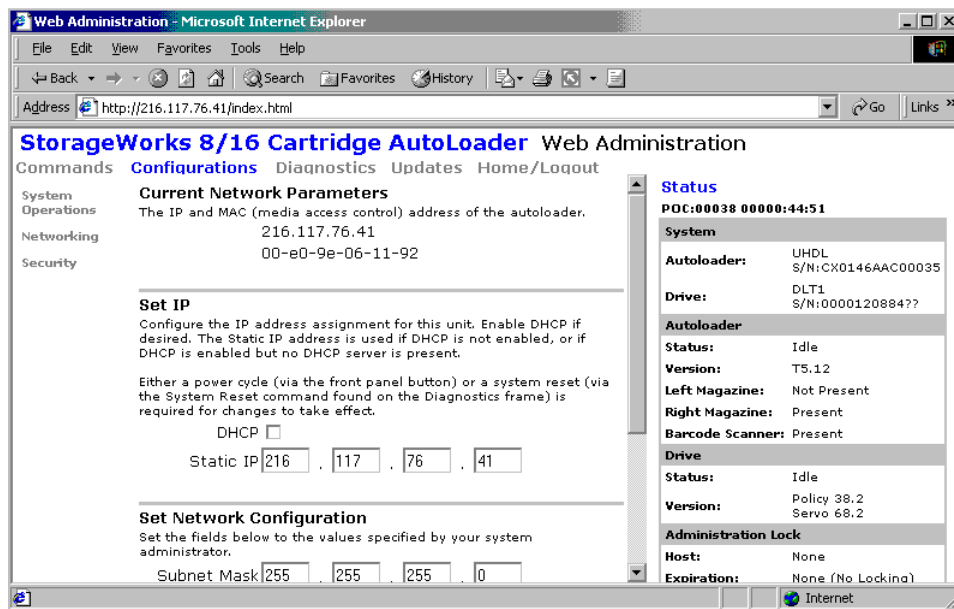 Web Administration - Microsoft Internet Explorer
File Edit View Favorites Tools Help
Back Search Favorites History
Address http://216.117.76.41/index.html Go Links »
StorageWorks 8/16 Cartridge AutoLoader Web Administration
Commands Configurations Diagnostics Updates Home/Logout
System
Operations
Networking
Security
Current Network Parameters
The IP and MAC (media access control) address of the autoloader.
216.117.76.41
00-e0-9e-06-11-92
Set IP
Configure the IP address assignment for this unit. Enable DHCP if
desired. The Static IP address is used if DHCP is not enabled, or if
DHCP is enabled but no DHCP server is present.
Either a power cycle (via the front panel button) or a system reset (via
the System Reset command found on the Diagnostics frame) is
required for changes to take effect.
DHCP
Static IP 216 . 117 . 76 . 41
Set Network Configuration
Set the fields below to the values specified by your system
administrator.
Subnet Mask 255 . 255 . 255 . 0
Status
POC:00038 00000:44:51
System
Autoloader: UHDL
S/N:CX0146AAC00035
Drive: DLT1
S/N:0000120884??
Autoloader
Status: Idle
Version: T5.12
Left Magazine: Not Present
Right Magazine: Present
Barcode Scanner: Present
Drive
Status: Idle
Version: Policy 38.2
Servo 68.2
Administration Lock
Host: None
Expiration: None (No Locking)
Internet